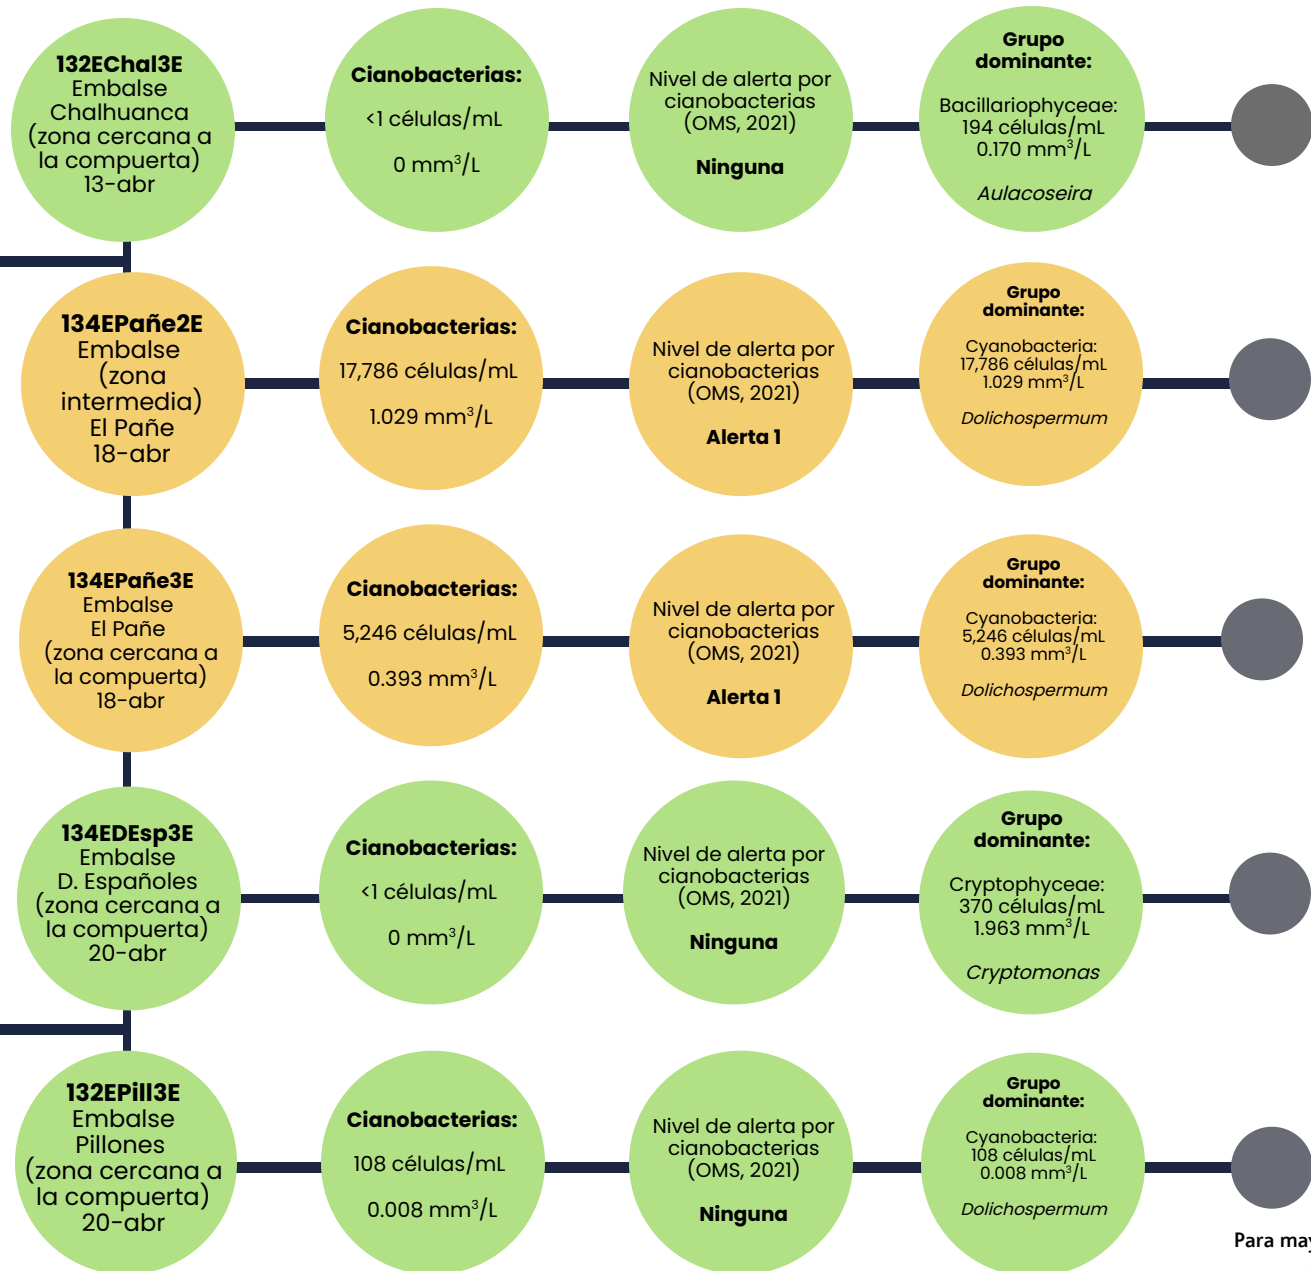 132EChal3E
Embalse
Chalhuanca
(zona cercana a
la compuerta)
13-abr
Cianobacterias:
<1 células/mL
0 mm³/L
Nivel de alerta por
cianobacterias
(OMS, 2021)
Ninguna
Grupo
dominante:
Bacillariophyceae:
194 células/mL
0.170 mm³/L
Aulacoseira
134EPañe2E
Embalse
(zona
intermedia)
El Pañe
18-abr
Cianobacterias:
17,786 células/mL
1.029 mm³/L
Nivel de alerta por
cianobacterias
(OMS, 2021)
Alerta 1
Grupo
dominante:
Cyanobacteria:
17,786 células/mL
1.029 mm³/L
Dolichospermum
134EPañe3E
Embalse
El Pañe
(zona cercana a
la compuerta)
18-abr
Cianobacterias:
5,246 células/mL
0.393 mm³/L
Nivel de alerta por
cianobacterias
(OMS, 2021)
Alerta 1
Grupo
dominante:
Cyanobacteria:
5,246 células/mL
0.393 mm³/L
Dolichospermum
134EDEsp3E
Embalse
D. Españoles
(zona cercana a
la compuerta)
20-abr
Cianobacterias:
<1 células/mL
0 mm³/L
Nivel de alerta por
cianobacterias
(OMS, 2021)
Ninguna
Grupo
dominante:
Cryptophyceae:
370 células/mL
1.963 mm³/L
Cryptomonas
132EPill3E
Embalse
Pillones
(zona cercana a
la compuerta)
20-abr
Cianobacterias:
108 células/mL
0.008 mm³/L
Nivel de alerta por
cianobacterias
(OMS, 2021)
Ninguna
Grupo
dominante:
Cyanobacteria:
108 células/mL
0.008 mm³/L
Dolichospermum
Para may